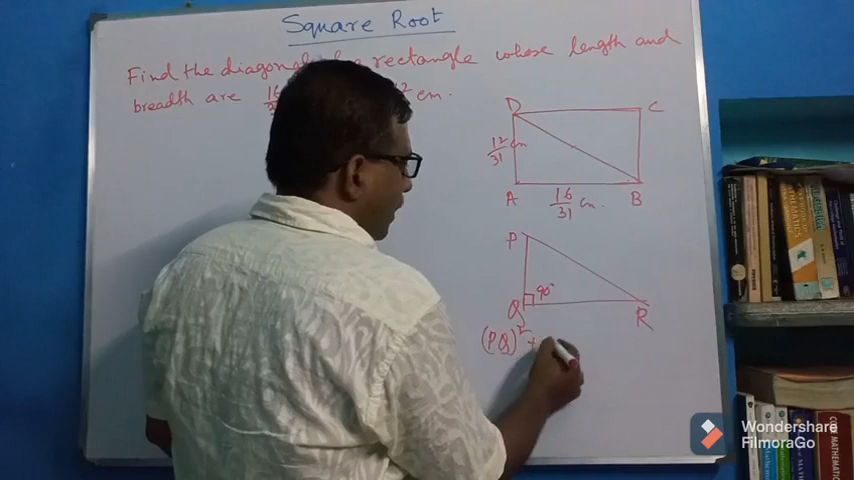 Square Root
Find the diagonal rectangle whose length and
breadth are 16 cm.
D C
12
31 cm
A 16 B
31 cm.
P
90°
Q R
(PQ)² +
Wondershare
FilmoraGo
MATHEMATICS